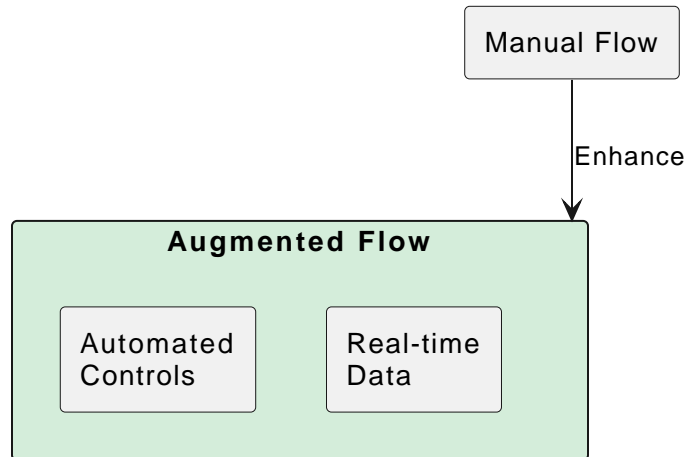 Manual Flow
Enhance
Augmented Flow
Automated
Controls
Real-time
Data